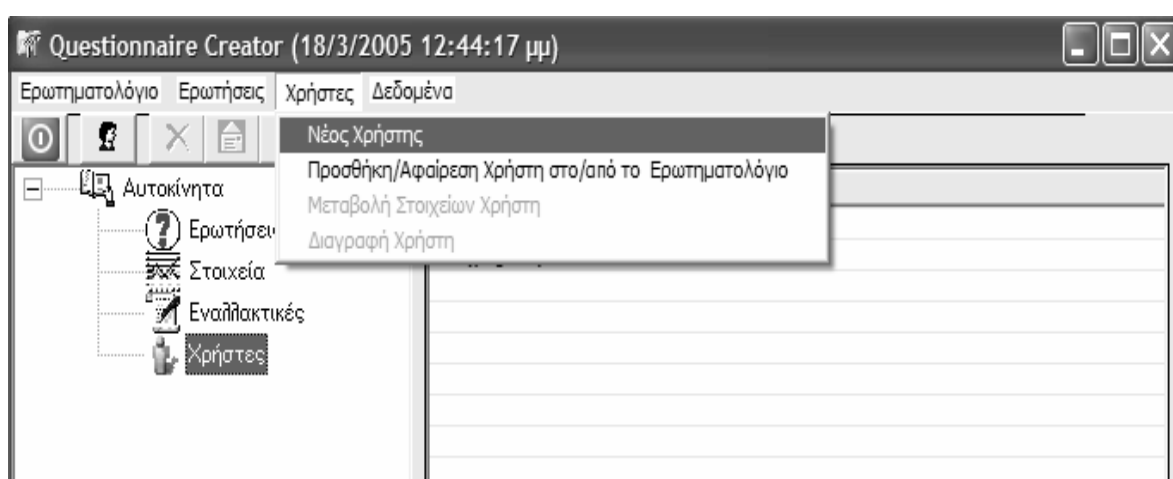 Questionnaire Creator (18/3/2005 12:44:17 μμ)
Ερωτηματολόγιο Ερωτήσεις Χρήστες Δεδομένα
Νέος Χρήστης
Προσθήκη/Αφαίρεση Χρήστη στο/από το Ερωτηματολόγιο
Μεταβολή Στοιχείων Χρήστη
Διαγραφή Χρήστη
Αυτοκίνητα
Στοιχεία
Εναλλακτικές
Χρήστες